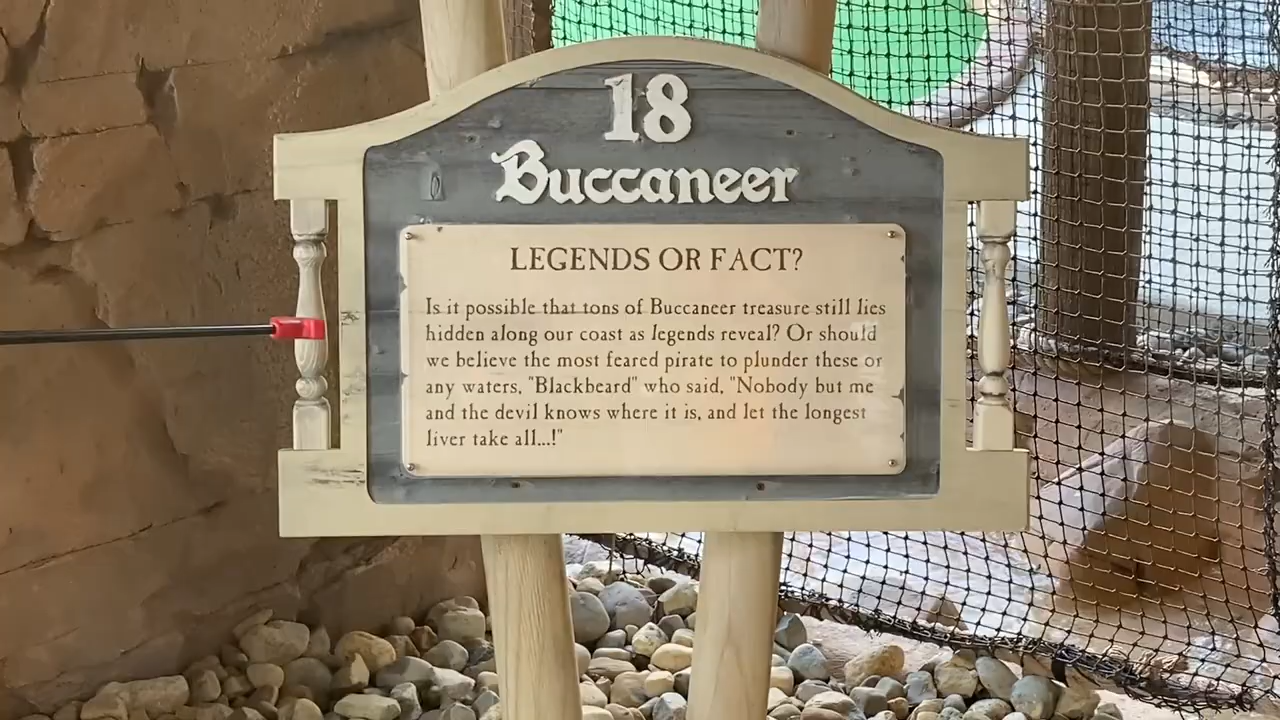 18
Buccaneer
LEGENDS OR FACT?
Is it possible that tons of Buccaneer treasure still lies
hidden along our coast as legends reveal? Or should
we believe the most feared pirate to plunder these or
any waters, "Blackbeard" who said, "Nobody but me
and the devil knows where it is, and let the longest
liver take all...!"